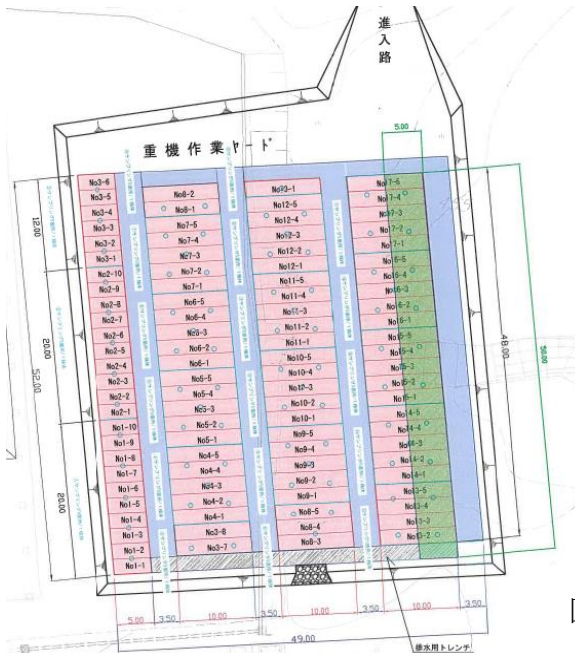 進入路
5.00
重機作業ヤード
No3-6
No3-5
No3-4
No3-3
No3-2
No3-1
No2-10
No2-9
No2-8
No2-7
No2-6
No2-5
No2-4
No2-3
No2-2
No2-1
No1-10
No1-9
No1-8
No1-7
No1-6
No1-5
No1-4
No1-3
No1-2
No1-1
No8-2
No8-1
No7-5
No7-4
No7-3
No7-2
No7-1
No6-5
No6-4
No6-3
No6-2
No6-1
No5-5
No5-4
No5-3
No5-2
No5-1
No4-5
No4-4
No4-3
No4-2
No4-1
No3-8
No3-7
No13-1
No12-5
No12-4
No12-3
No12-2
No12-1
No11-5
No11-4
No11-3
No11-2
No11-1
No10-5
No10-4
No10-3
No10-2
No10-1
No9-5
No9-4
No9-3
No9-2
No9-1
No8-5
No8-4
No8-3
No17-5
No17-4
No17-3
No17-2
No17-1
No16-5
No16-4
No16-3
No16-2
No16-1
No15-5
No15-4
No15-3
No15-2
No15-1
No14-5
No14-4
No14-3
No14-2
No14-1
No13-5
No13-4
No13-3
No13-2
12.00
20.00
52.00
20.00
48.00
50.00
5.00
3.50
10.00
3.50
10.00
3.50
10.00
3.50
49.00
排水用トレンチ